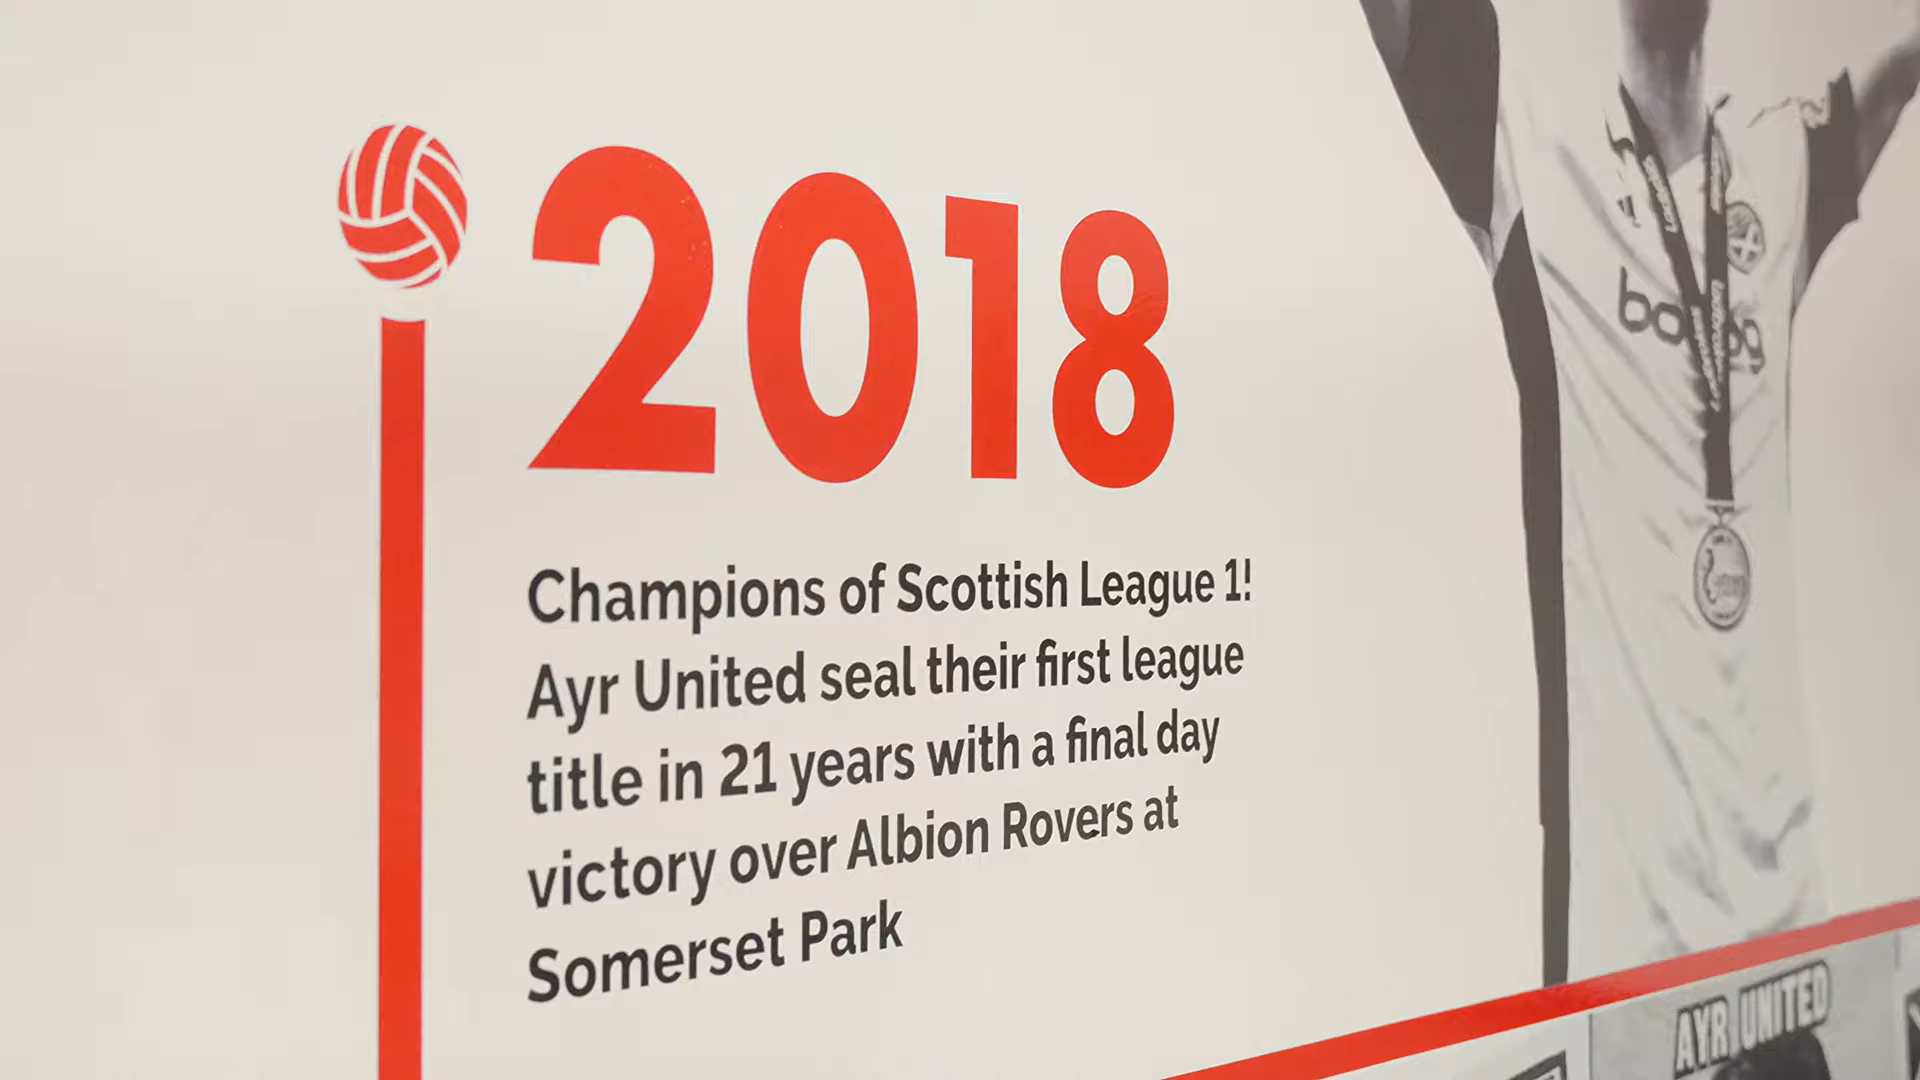 2018
Champions of Scottish League 1!
Ayr United seal their first league
title in 21 years with a final day
victory over Albion Rovers at
Somerset Park
Ladbrokes
AYR UNITED